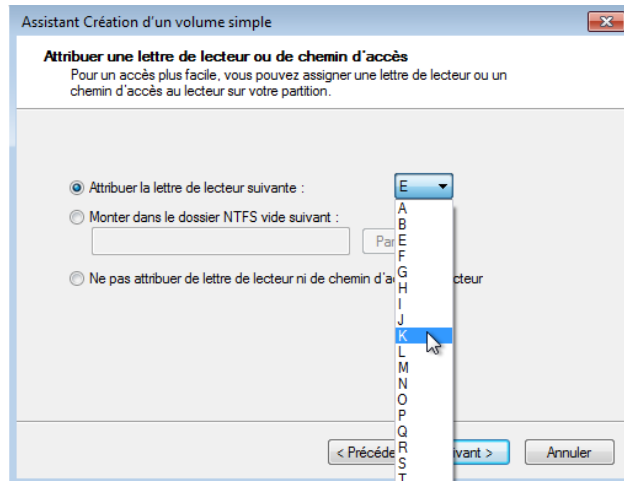 Assistant Création d'un volume simple
Attribuer une lettre de lecteur ou de chemin d'accès
Pour un accès plus facile, vous pouvez assigner une lettre de lecteur ou un
chemin d'accès au lecteur sur votre partition.
Attribuer la lettre de lecteur suivante :
E
Monter dans le dossier NTFS vide suivant :
Par
Ne pas attribuer de lettre de lecteur ni de chemin d'a
cteur
A
B
E
F
G
H
I
J
K
L
M
N
O
P
Q
R
S
T
< Précéde
ivant >
Annuler